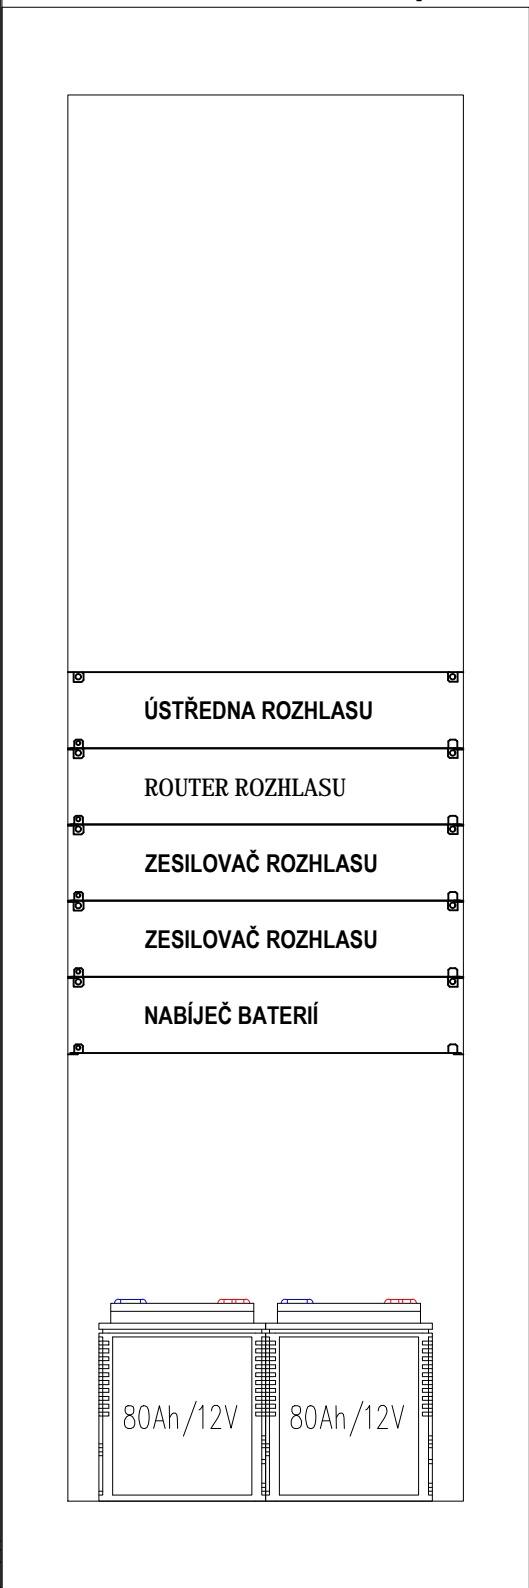 ÚSTŘEDNA ROZHLASU
ROUTER ROZHLASU
ZESILOVAČ ROZHLASU
ZESILOVAČ ROZHLASU
NABÍJEČ BATERIÍ
80Ah/12V 80Ah/12V